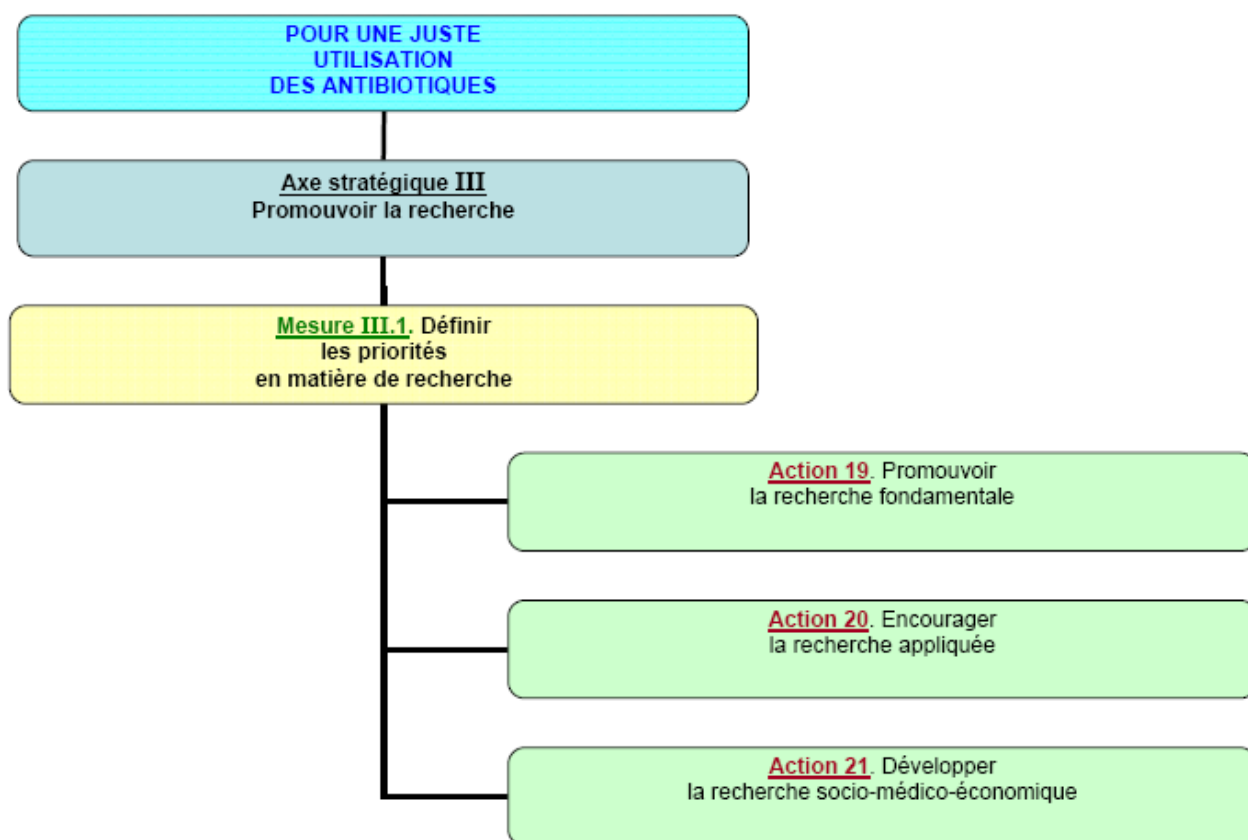 POUR UNE JUSTE
UTILISATION
DES ANTIBIOTIQUES
Axe stratégique III
Promouvoir la recherche
Mesure III.1. Définir
les priorités
en matière de recherche
Action 19. Promouvoir
la recherche fondamentale
Action 20. Encourager
la recherche appliquée
Action 21. Développer
la recherche socio-médico-économique